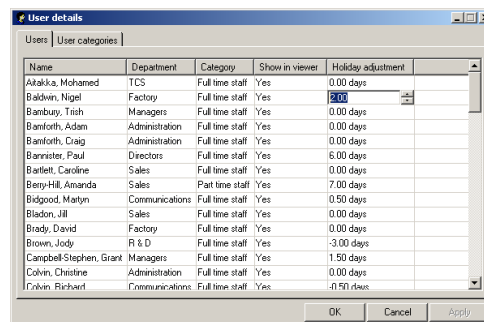 User details
Users User categories
Name Department Category Show in viewer Holiday adjustment
Aitakka, Mohamed TCS Full time staff Yes 0.00 days
Baldwin, Nigel Factory Full time staff Yes 2.00
Bambury, Trish Managers Full time staff Yes 0.00 days
Bamforth, Adam Administration Full time staff Yes 0.00 days
Bamforth, Craig Administration Full time staff Yes 0.00 days
Bannister, Paul Directors Full time staff Yes 6.00 days
Bartlett, Caroline Sales Full time staff Yes 0.00 days
Berry-Hill, Amanda Sales Part time staff Yes 7.00 days
Bidgood, Martyn Communications Full time staff Yes 0.50 days
Bladon, Jill Sales Full time staff Yes 0.00 days
Brady, David Factory Full time staff Yes 0.00 days
Brown, Jody R & D Full time staff Yes -3.00 days
Campbell-Stephen, Grant Managers Full time staff Yes 1.50 days
Colvin, Christine Administration Full time staff Yes 0.00 days
Colvin, Richard Communications Full time staff Yes -0.50 days
OK Cancel Apply